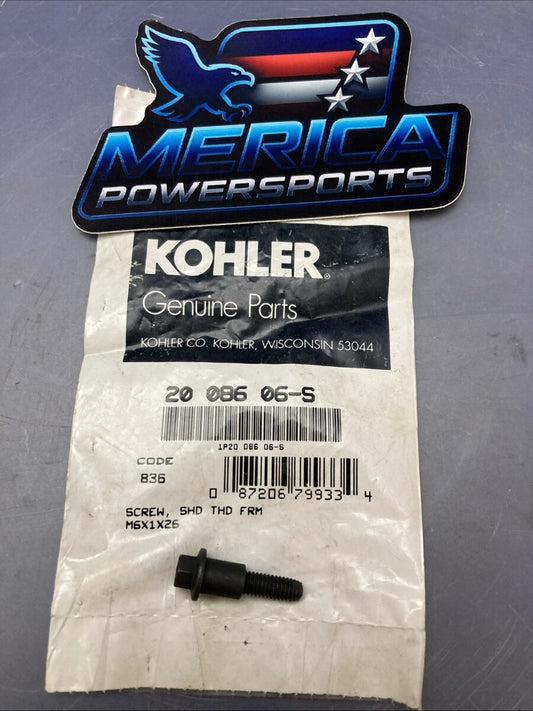 MERICA
POWERSPORTS
KOHLER®
Genuine Parts
KOHLER CO. KOHLER, WISCONSIN 53044
20 086 06-S
1P20 086 06-S
CODE
836
0 87206 79933 4
SCREW, SHD THD FRM
M6X1X26